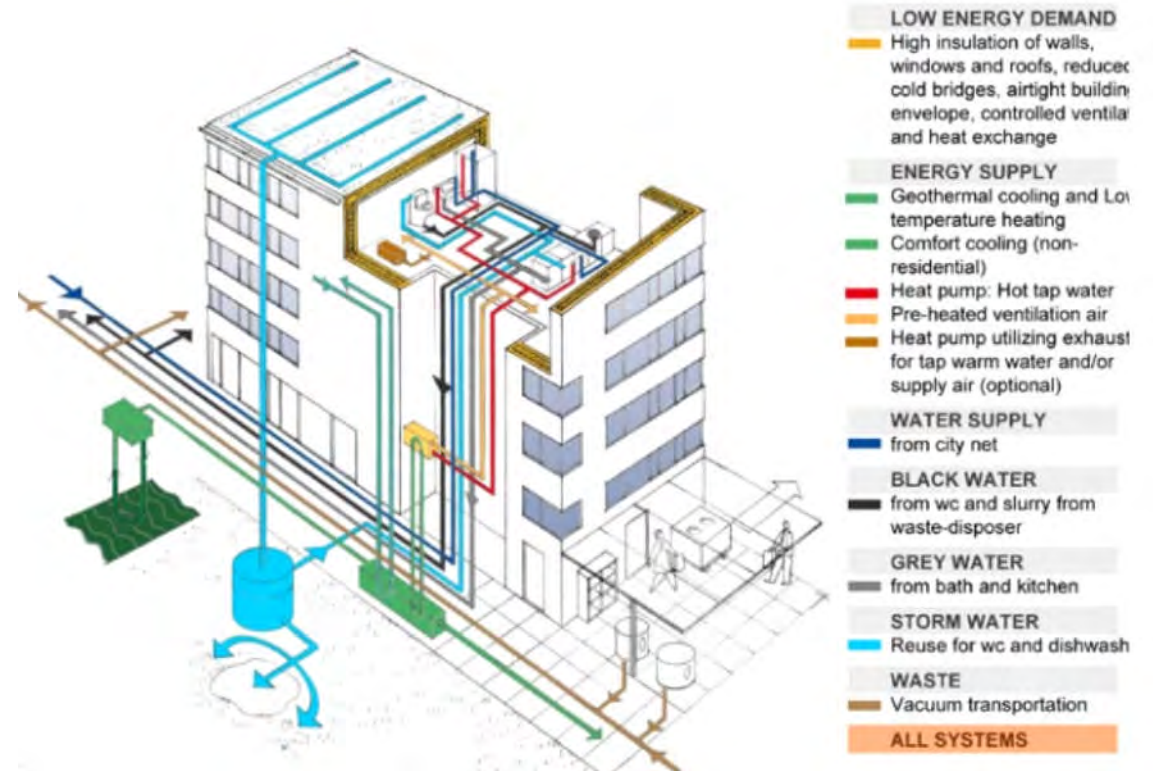 LOW ENERGY DEMAND
High insulation of walls,
windows and roofs, reduced
cold bridges, airtight building
envelope, controlled ventila
and heat exchange
ENERGY SUPPLY
Geothermal cooling and Low
temperature heating
Comfort cooling (non-
residential)
Heat pump: Hot tap water
Pre-heated ventilation air
Heat pump utilizing exhaust
for tap warm water and/or
supply air (optional)
WATER SUPPLY
from city net
BLACK WATER
from wc and slurry from
waste-disposer
GREY WATER
from bath and kitchen
STORM WATER
Reuse for wc and dishwash
WASTE
Vacuum transportation
ALL SYSTEMS